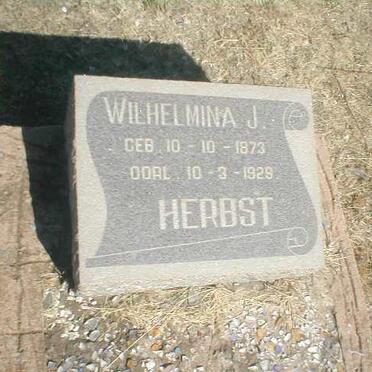 WILHELMINA J.
GEB. 10-10-1873
OORL. 10-3-1929
HERBST